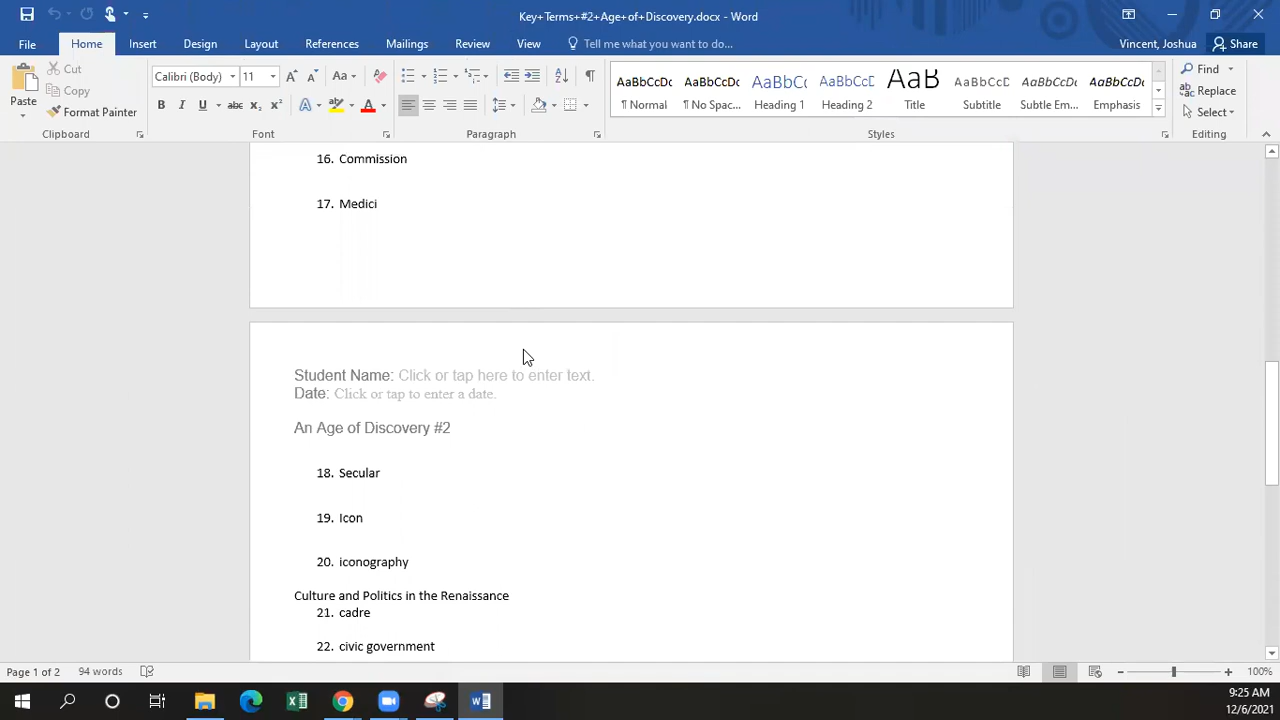 Key+Terms+#2+Age+of+Discovery.docx - Word
File Home Insert Design Layout References Mailings Review View Tell me what you want to do... Vincent, Joshua Share
Paste
Cut
Copy
Format Painter
Clipboard
Calibri (Body) 11
Font
Paragraph
AaBbCcDc ¶ Normal
AaBbCcDc ¶ No Spac...
AaBbC Heading 1
AaBbCcC Heading 2
AaB Title
AaBbCcD Subtitle
AaBbCcDc Subtle Em...
AaBbCcDc Emphasis
Styles
Find
Replace
Select
Editing
16. Commission
17. Medici
Student Name: Click or tap here to enter text.
Date: Click or tap to enter a date.
An Age of Discovery #2
18. Secular
19. Icon
20. iconography
Culture and Politics in the Renaissance
21. cadre
22. civic government
Page 1 of 2 94 words 100%
9:25 AM
12/6/2021